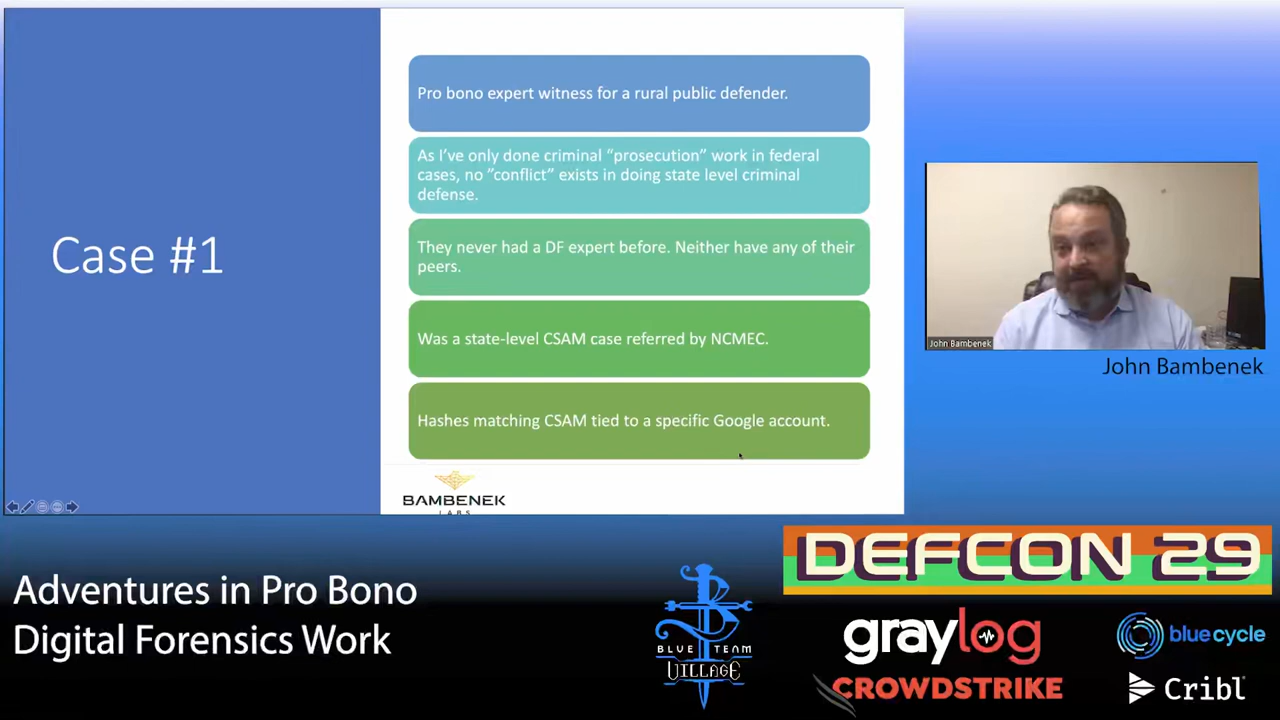 Case #1
Pro bono expert witness for a rural public defender.
As I’ve only done criminal “prosecution” work in federal
cases, no ”conflict” exists in doing state level criminal
defense.
They never had a DF expert before. Neither have any of their
peers.
Was a state-level CSAM case referred by NCMEC.
Hashes matching CSAM tied to a specific Google account.
BAMBENEK
LABS
John Bambenek
John Bambenek
Adventures in Pro Bono
Digital Forensics Work
BLUE TEAM
VILLAGE
DEFCON 29
graylog
CROWDSTRIKE
bluecycle
Cribl